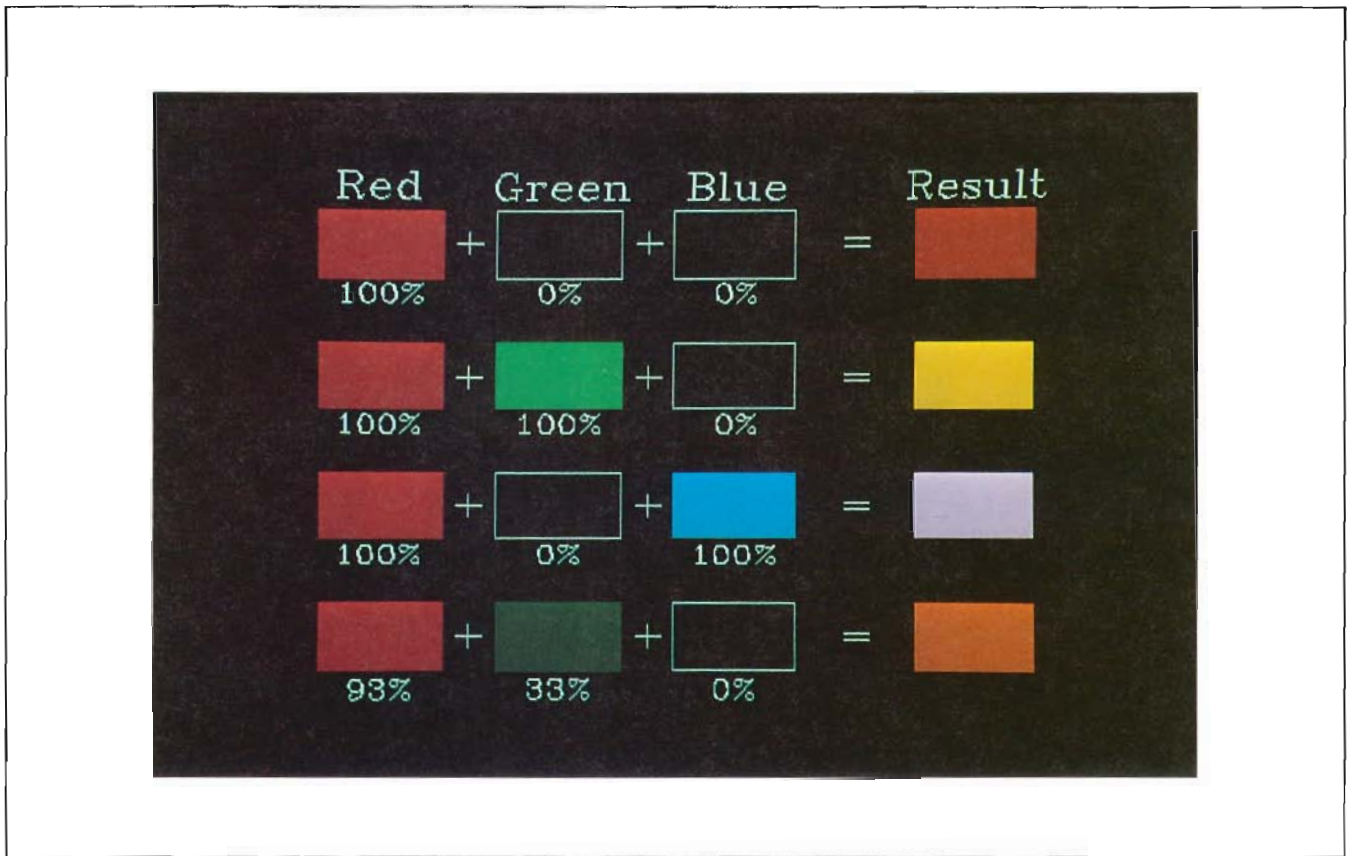 Red Green Blue Result
+ + =
100% 0% 0%
+ + =
100% 100% 0%
+ + =
100% 0% 100%
+ + =
93% 33% 0%